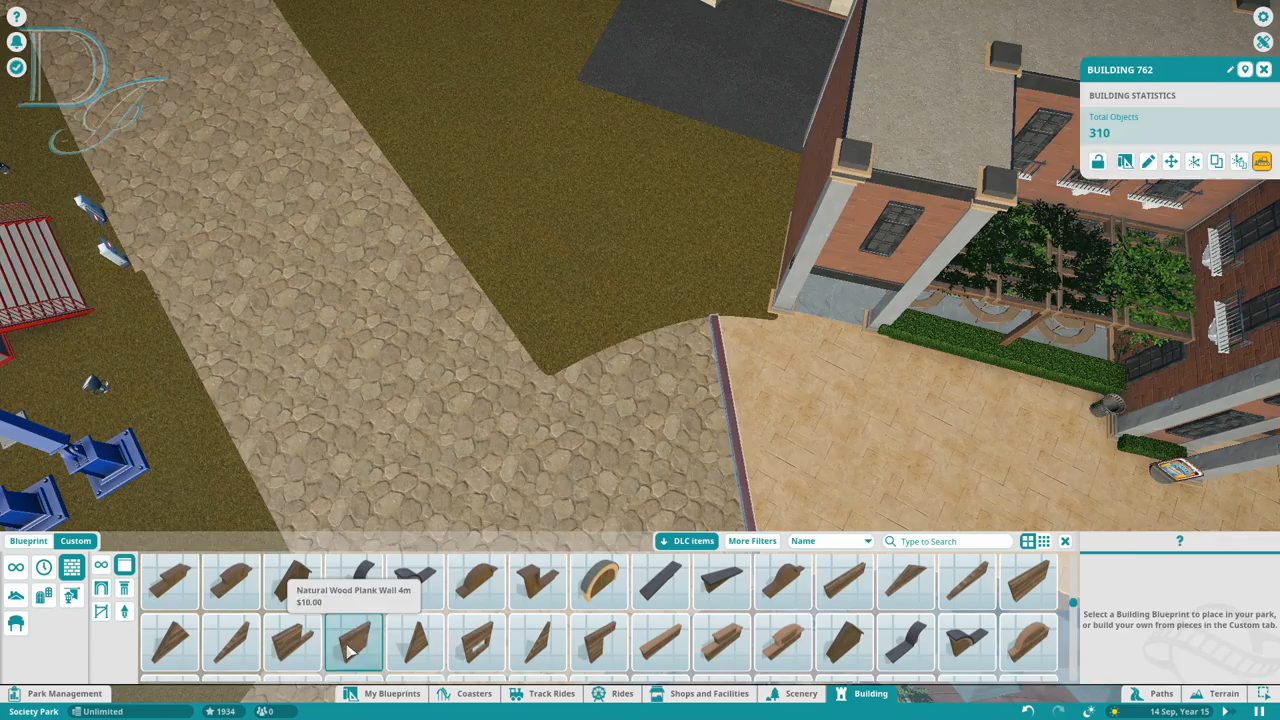 BUILDING 762
BUILDING STATISTICS
Total Objects
310
Blueprint
Custom
DLC items
More Filters
Name
Type to Search
?
Natural Wood Plank Wall 4m
$10.00
Select a Building Blueprint to place in your park,
or build your own from pieces in the Custom tab.
Park Management
My Blueprints
Coasters
Track Rides
Rides
Shops and Facilities
Scenery
Building
Paths
Terrain
Society Park
Unlimited
1934
0
14 Sep, Year 15